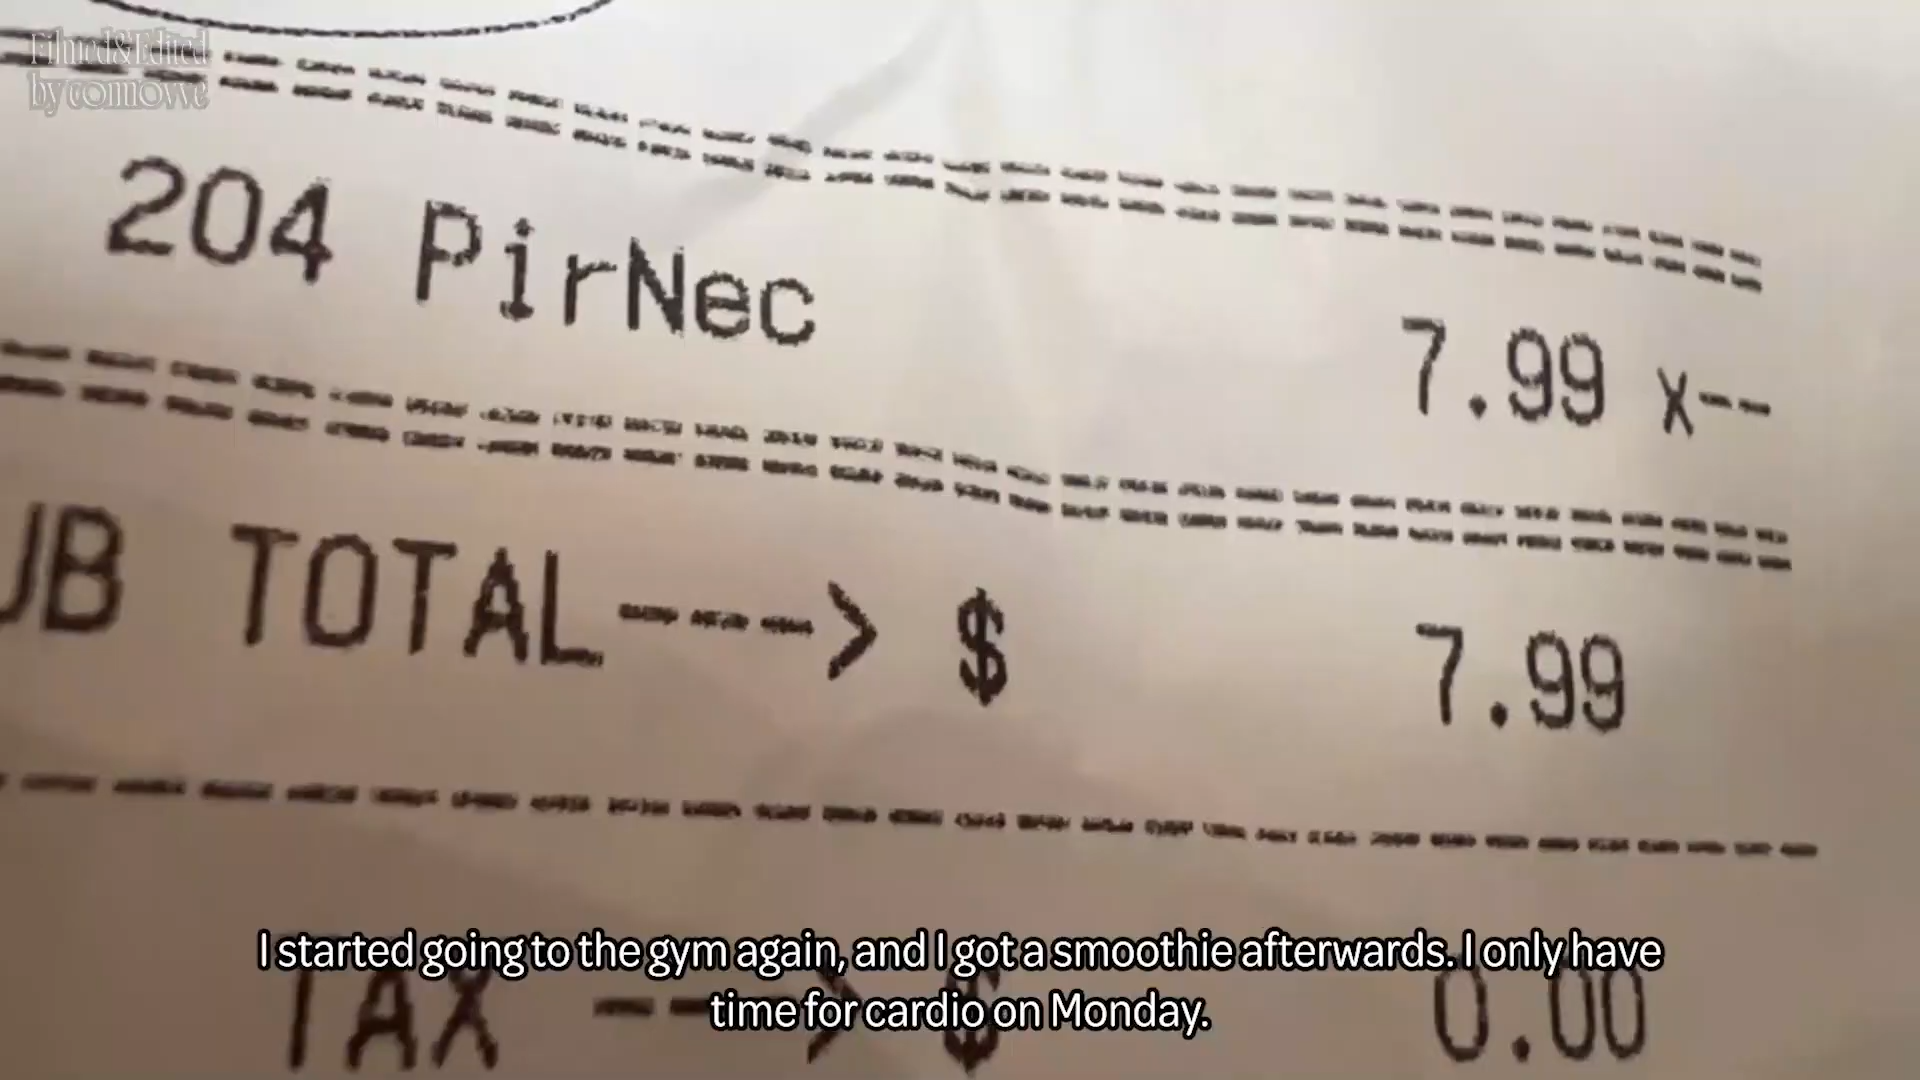 Filmed&Edited
by comowe
204 PirNec 7.99 X--
UB TOTAL---> $ 7.99
TAX --> $ 0.00
I started going to the gym again, and I got a smoothie afterwards. I only have
time for cardio on Monday.